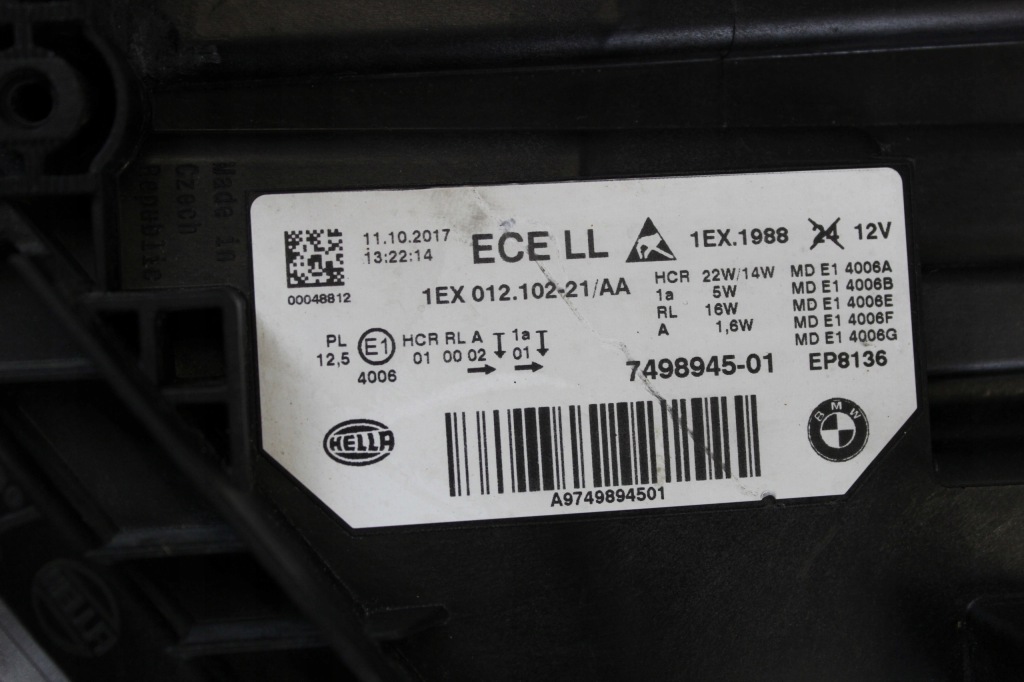 Made in
Czech
Republic
11.10.2017
13:22:14
00048812
ECE LL
1EX.1988 24 12V
1EX 012.102-21/AA
HCR 22W/14W
1a 5W
RL 16W
A 1,6W
MD E1 4006A
MD E1 4006B
MD E1 4006E
MD E1 4006F
MD E1 4006G
PL
12,5
E1
4006
HCR RL A 1a
01 00 02 01
7498945-01
EP8136
HELLA
A9749894501
BMW
HELLA